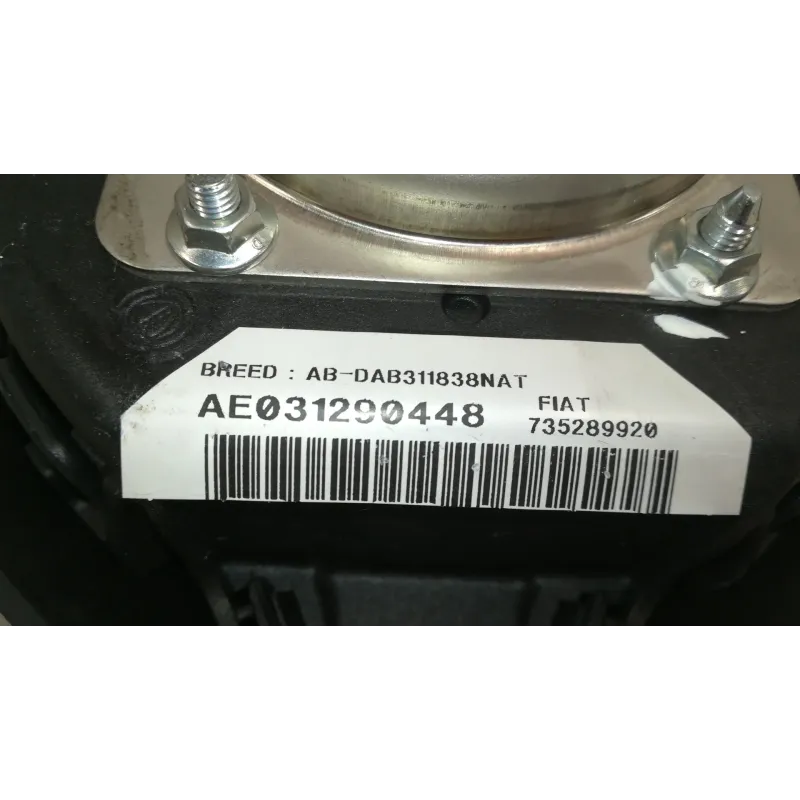 BREED : AB-DAB311838NAT
AE031290448
FIAT
735289920